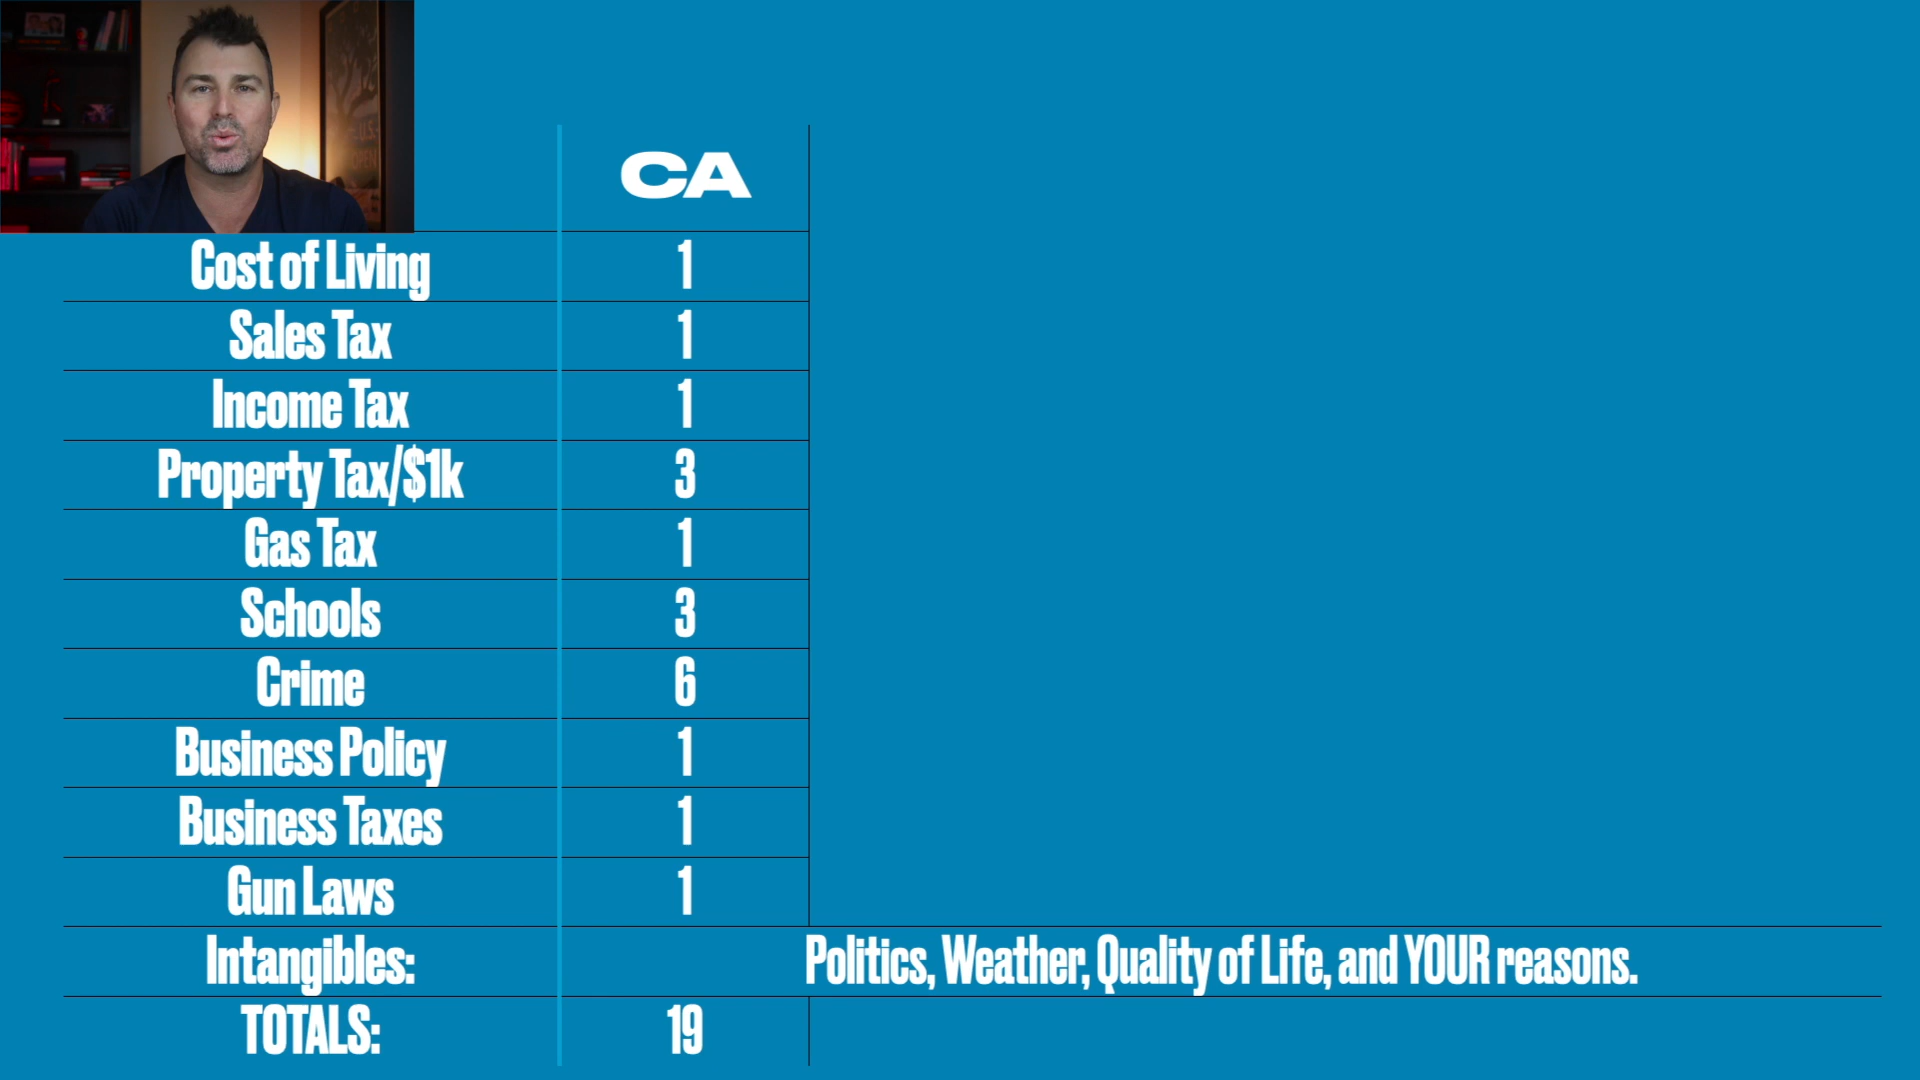 CA
Cost of Living 1
Sales Tax 1
Income Tax 1
Property Tax/$1k 3
Gas Tax 1
Schools 3
Crime 6
Business Policy 1
Business Taxes 1
Gun Laws 1
Intangibles: Politics, Weather, Quality of Life, and YOUR reasons.
TOTALS: 19